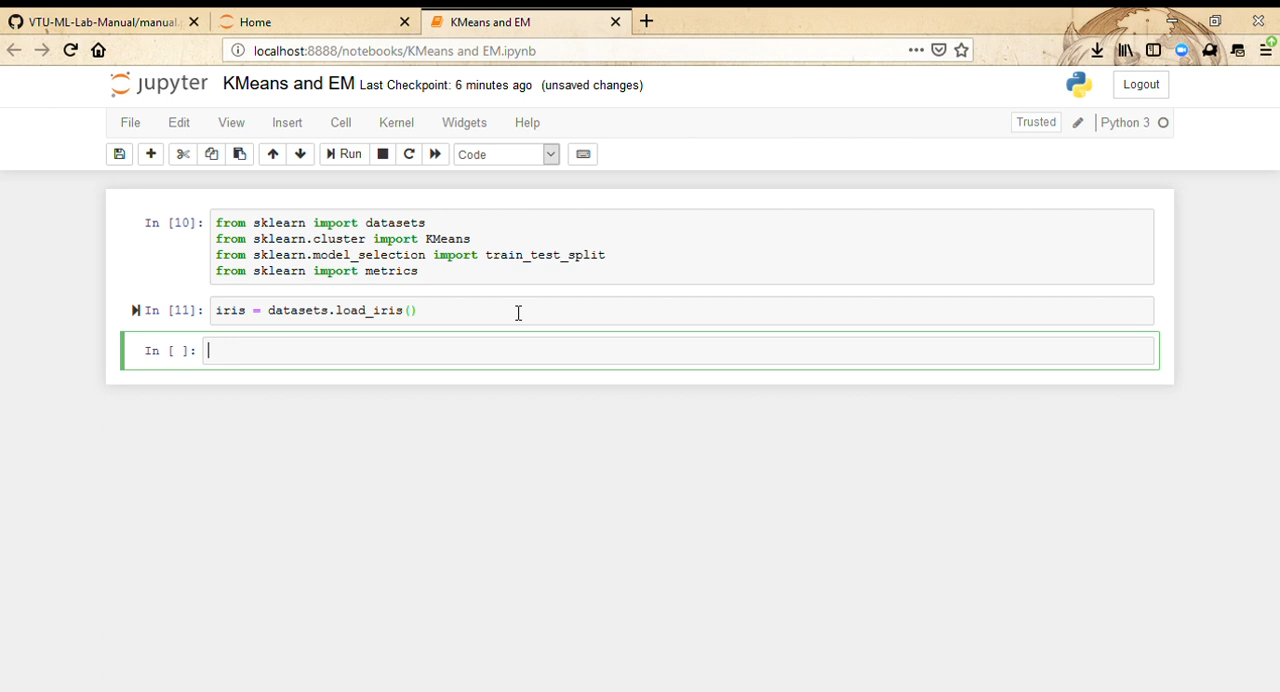 VTU-ML-Lab-Manual/manual.
Home
KMeans and EM
localhost:8888/notebooks/KMeans and EM.ipynb
jupyter KMeans and EM Last Checkpoint: 6 minutes ago (unsaved changes)
Logout
File Edit View Insert Cell Kernel Widgets Help
Trusted
Python 3
Run
Code
In [10]: from sklearn import datasets
from sklearn.cluster import KMeans
from sklearn.model_selection import train_test_split
from sklearn import metrics
In [11]: iris = datasets.load_iris()
In [ ]: